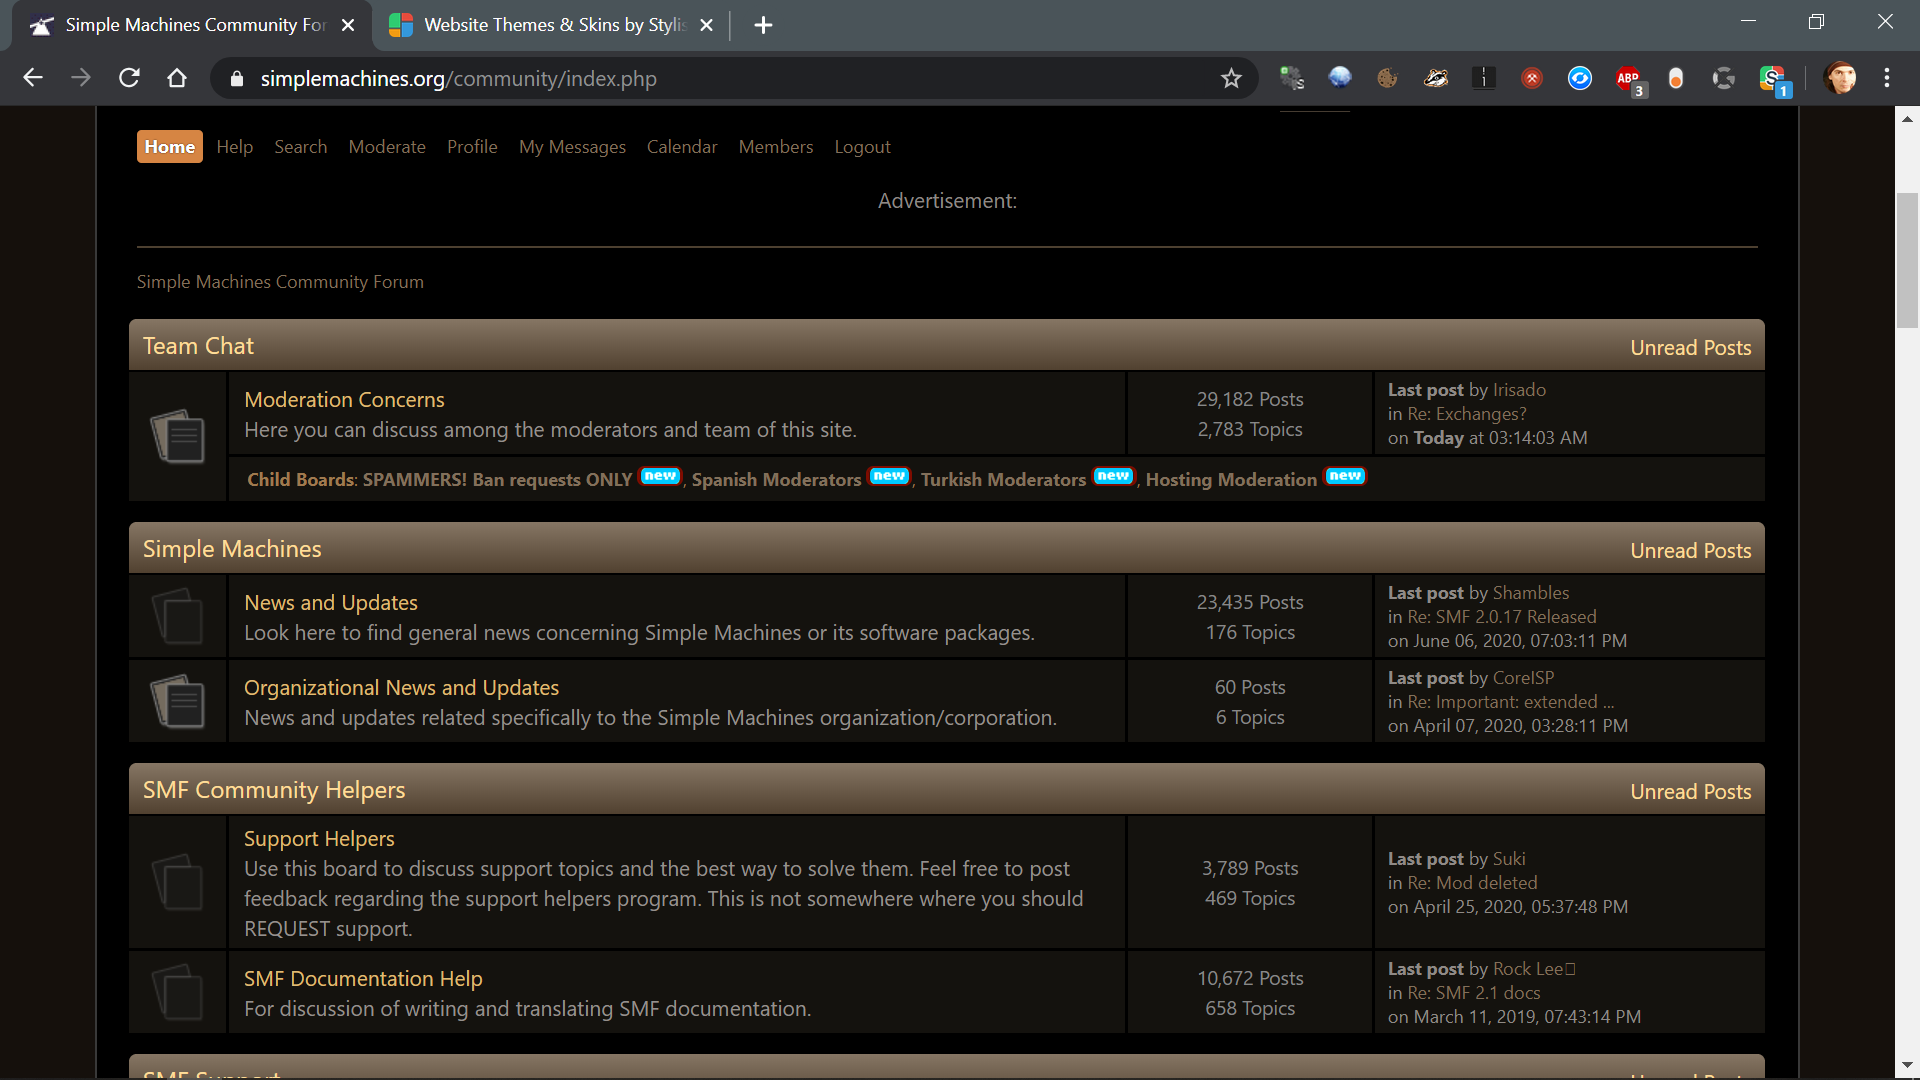 Simple Machines Community For
Website Themes & Skins by Stylis
simplemachines.org/community/index.php
ABP
3
S
1
Home Help Search Moderate Profile My Messages Calendar Members Logout
Advertisement:
Simple Machines Community Forum
Team Chat
Unread Posts
Moderation Concerns
Here you can discuss among the moderators and team of this site.
29,182 Posts
2,783 Topics
Last post by Irisado
in Re: Exchanges?
on Today at 03:14:03 AM
Child Boards: SPAMMERS! Ban requests ONLY new, Spanish Moderators new, Turkish Moderators new, Hosting Moderation new
Simple Machines
Unread Posts
News and Updates
Look here to find general news concerning Simple Machines or its software packages.
23,435 Posts
176 Topics
Last post by Shambles
in Re: SMF 2.0.17 Released
on June 06, 2020, 07:03:11 PM
Organizational News and Updates
News and updates related specifically to the Simple Machines organization/corporation.
60 Posts
6 Topics
Last post by CoreISP
in Re: Important: extended ...
on April 07, 2020, 03:28:11 PM
SMF Community Helpers
Unread Posts
Support Helpers
Use this board to discuss support topics and the best way to solve them. Feel free to post
feedback regarding the support helpers program. This is not somewhere where you should
REQUEST support.
3,789 Posts
469 Topics
Last post by Suki
in Re: Mod deleted
on April 25, 2020, 05:37:48 PM
SMF Documentation Help
For discussion of writing and translating SMF documentation.
10,672 Posts
658 Topics
Last post by Rock Lee
in Re: SMF 2.1 docs
on March 11, 2019, 07:43:14 PM
SMF Support
Unread Posts